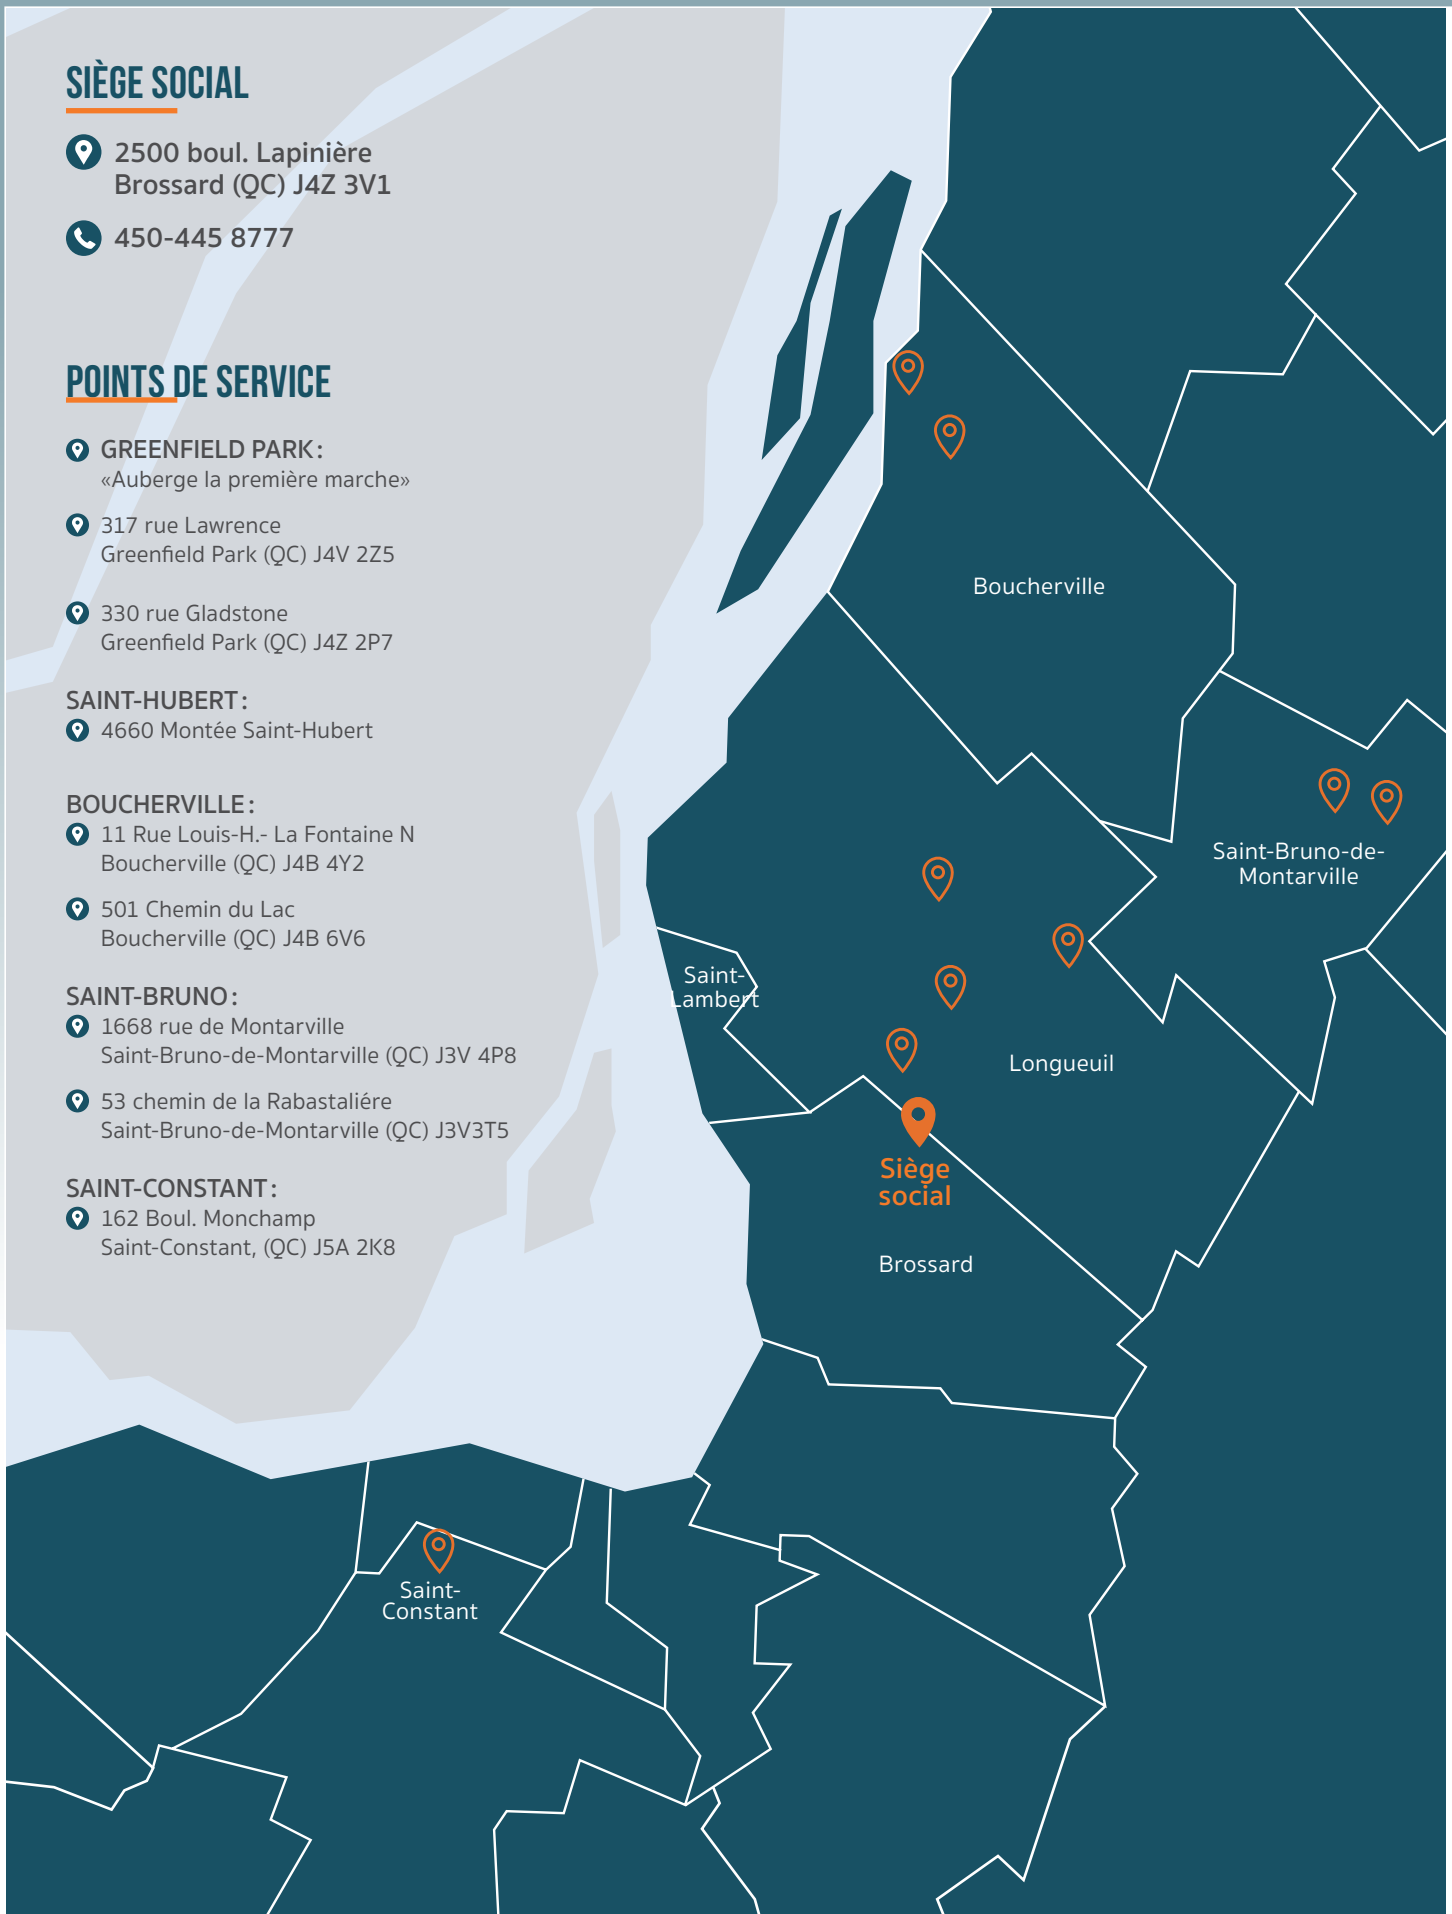 SIÈGE SOCIAL
2500 boul. Lapinière
Brossard (QC) J4Z 3V1
450-445 8777
POINTS DE SERVICE
GREENFIELD PARK :
«Auberge la première marche»
317 rue Lawrence
Greenfield Park (QC) J4V 2Z5
330 rue Gladstone
Greenfield Park (QC) J4Z 2P7
SAINT-HUBERT :
4660 Montée Saint-Hubert
BOUCHERVILLE :
11 Rue Louis-H.- La Fontaine N
Boucherville (QC) J4B 4Y2
501 Chemin du Lac
Boucherville (QC) J4B 6V6
SAINT-BRUNO :
1668 rue de Montarville
Saint-Bruno-de-Montarville (QC) J3V 4P8
53 chemin de la Rabastaliére
Saint-Bruno-de-Montarville (QC) J3V3T5
SAINT-CONSTANT :
162 Boul. Monchamp
Saint-Constant, (QC) J5A 2K8
Boucherville
Saint-Bruno-de-
Montarville
Saint-
Lambert
Longueuil
Siège
social
Brossard
Saint-
Constant